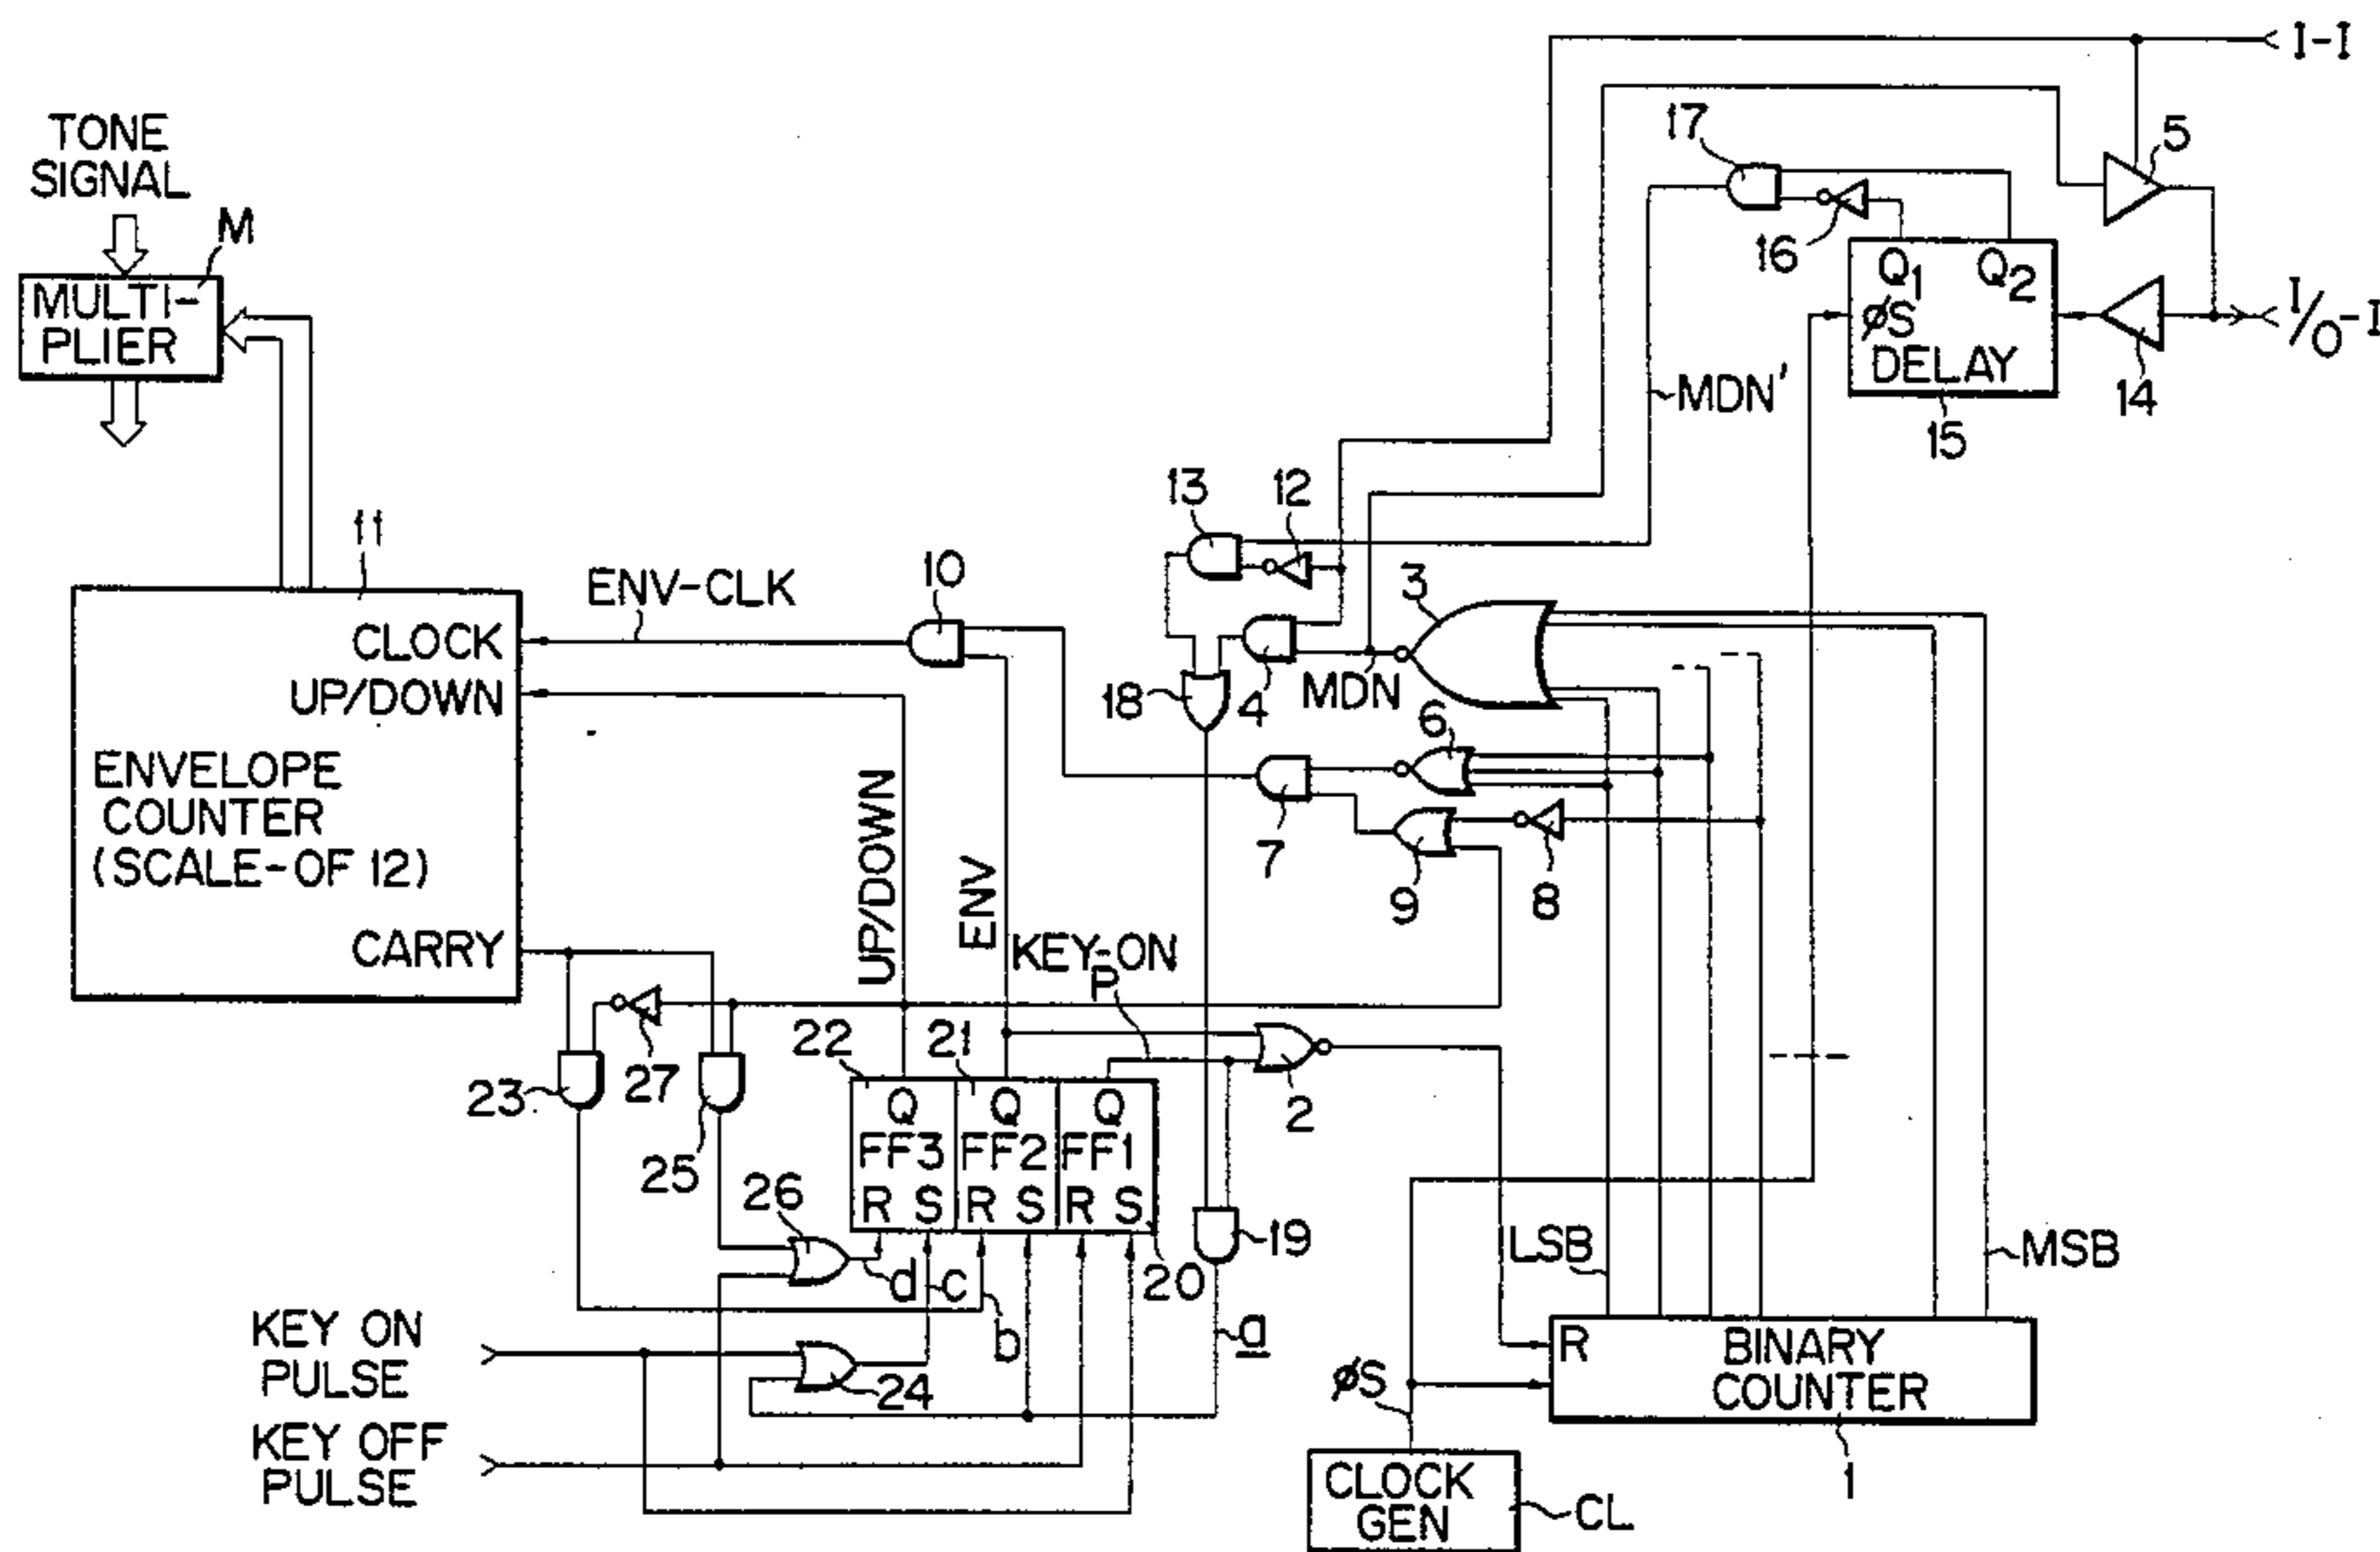 I-I
TONE
SIGNAL
17
5
M
16
Q1 Q2
øS
DELAY
I/O-I
MULTI-
PLIER
MDN'
14
15
13
12
11
ENV-CLK
10
3
CLOCK
UP/DOWN
18
4
MDN
6
ENVELOPE
COUNTER
(SCALE-OF 12)
UP/DOWN
ENV
7
9
8
CARRY
KEY-ON
P
22
21
23
27
2
25
Q Q Q
FF3 FF2 FF1
R S R S R S
26
19
20
LSB
MSB
d
c
b
a
KEY ON
PULSE
24
KEY OFF
PULSE
øS
R
BINARY
COUNTER
1
CLOCK
GEN
CL